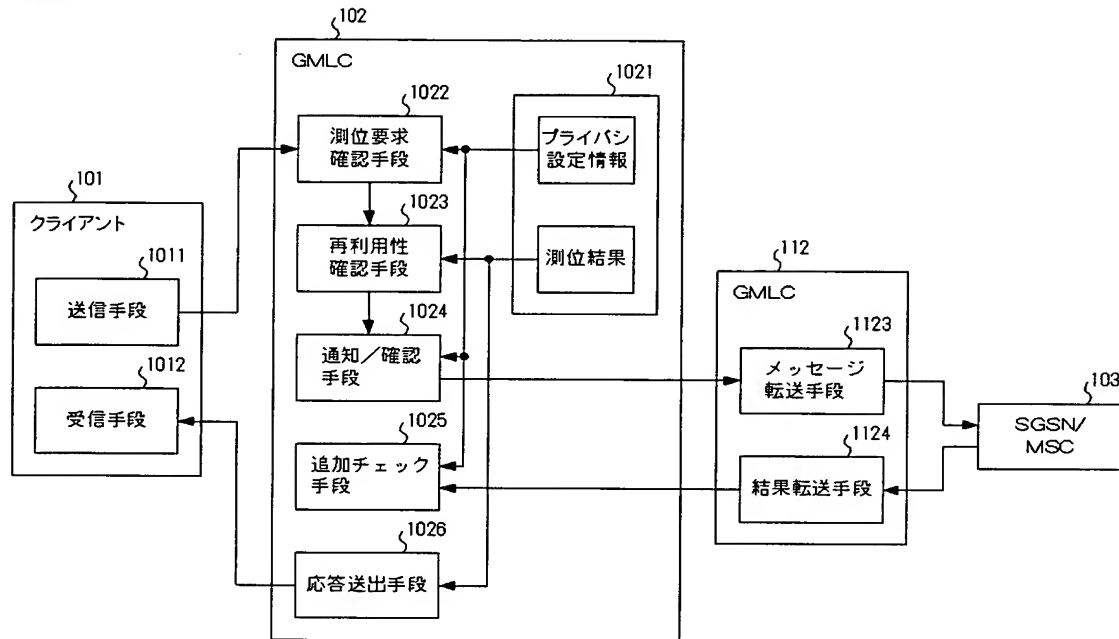 102
GMLC
1022
測位要求
確認手段
1021
プライバシ
設定情報
測位結果
101
クライアント
1011
送信手段
1012
受信手段
1023
再利用性
確認手段
1024
通知／確認
手段
1025
追加チェック
手段
1026
応答送出手段
112
GMLC
1123
メッセージ
転送手段
1124
結果転送手段
103
SGSN/
MSC